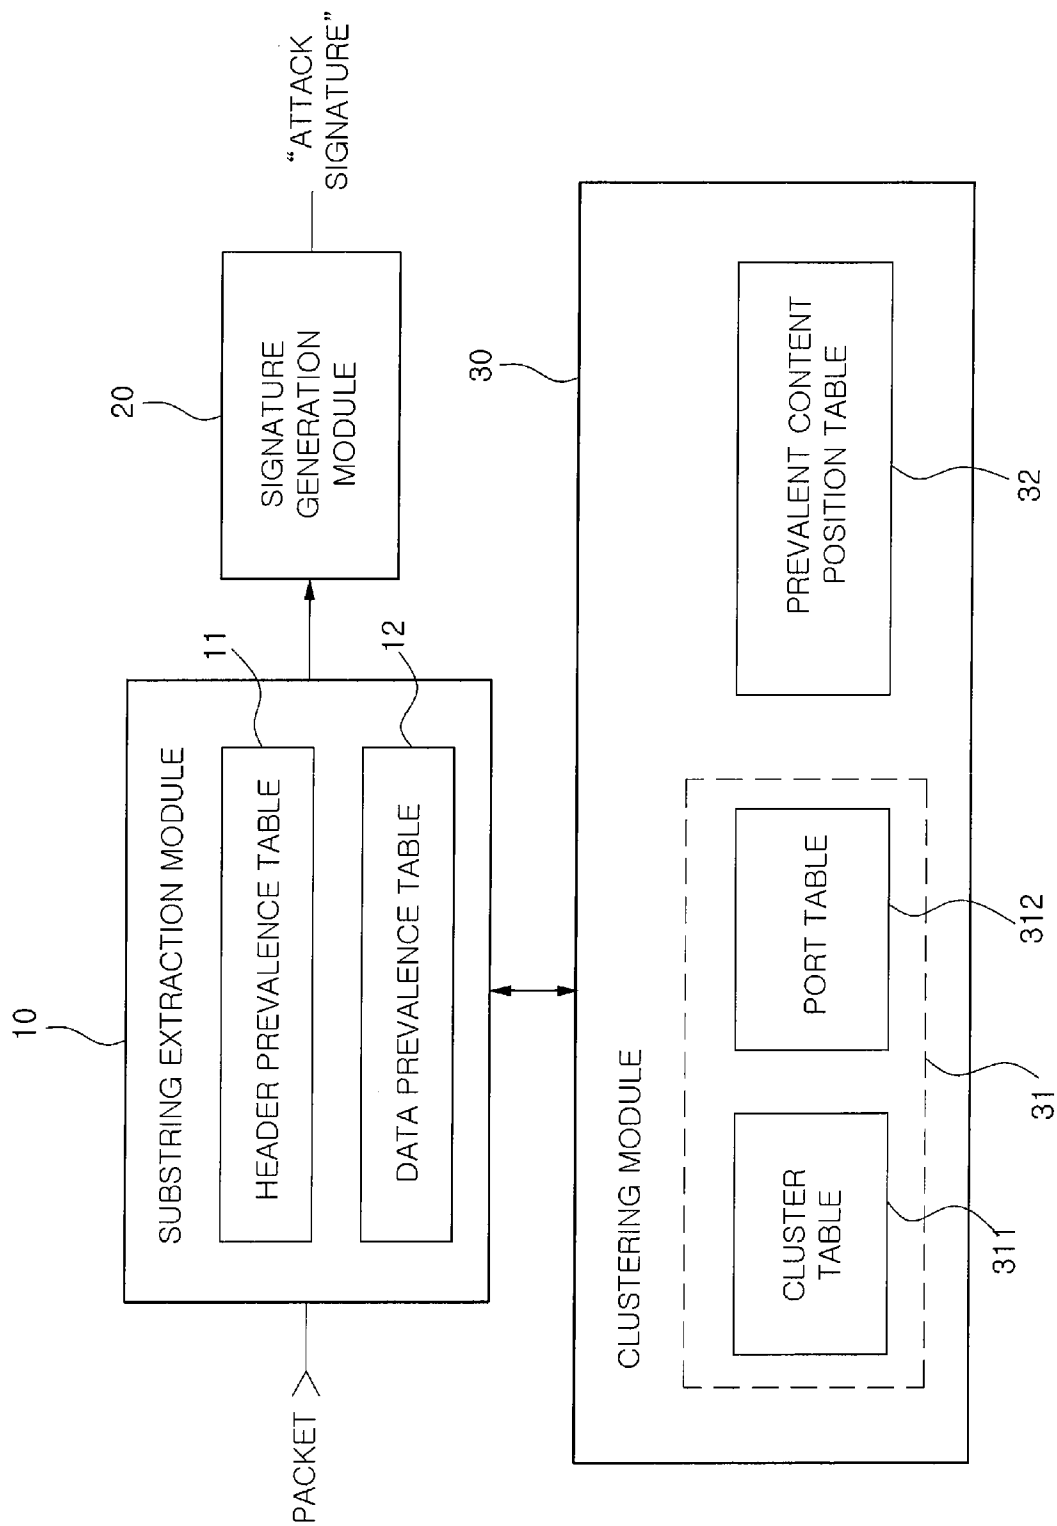 10
SUBSTRING EXTRACTION MODULE
11
HEADER PREVALENCE TABLE
12
DATA PREVALENCE TABLE
PACKET
20
SIGNATURE
GENERATION
MODULE
“ATTACK
SIGNATURE”
30
CLUSTERING MODULE
CLUSTER
TABLE
PORT TABLE
PREVALENT CONTENT
POSITION TABLE
311
31
312
32